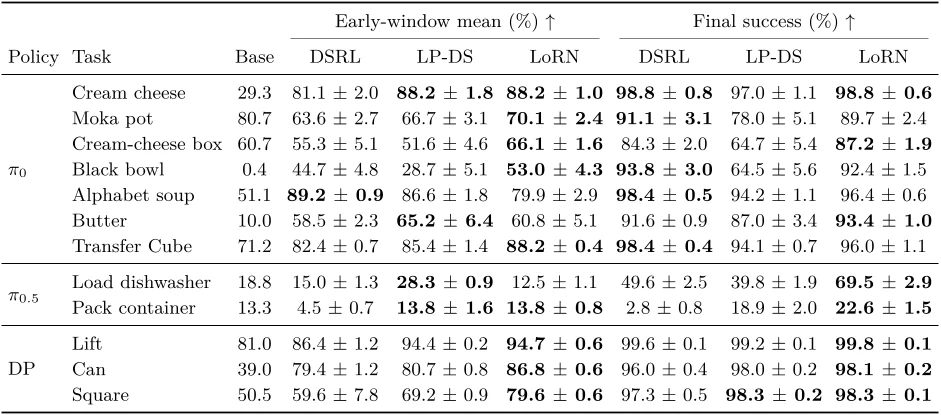 Early-window mean (%) ↑ Final success (%) ↑
Policy Task Base DSRL LP-DS LoRN DSRL LP-DS LoRN
Cream cheese 29.3 81.1 ± 2.0 88.2 ± 1.8 88.2 ± 1.0 98.8 ± 0.8 97.0 ± 1.1 98.8 ± 0.6
Moka pot 80.7 63.6 ± 2.7 66.7 ± 3.1 70.1 ± 2.4 91.1 ± 3.1 78.0 ± 5.1 89.7 ± 2.4
Cream-cheese box 60.7 55.3 ± 5.1 51.6 ± 4.6 66.1 ± 1.6 84.3 ± 2.0 64.7 ± 5.4 87.2 ± 1.9
π0 Black bowl 0.4 44.7 ± 4.8 28.7 ± 5.1 53.0 ± 4.3 93.8 ± 3.0 64.5 ± 5.6 92.4 ± 1.5
Alphabet soup 51.1 89.2 ± 0.9 86.6 ± 1.8 79.9 ± 2.9 98.4 ± 0.5 94.2 ± 1.1 96.4 ± 0.6
Butter 10.0 58.5 ± 2.3 65.2 ± 6.4 60.8 ± 5.1 91.6 ± 0.9 87.0 ± 3.4 93.4 ± 1.0
Transfer Cube 71.2 82.4 ± 0.7 85.4 ± 1.4 88.2 ± 0.4 98.4 ± 0.4 94.1 ± 0.7 96.0 ± 1.1
π0.5 Load dishwasher 18.8 15.0 ± 1.3 28.3 ± 0.9 12.5 ± 1.1 49.6 ± 2.5 39.8 ± 1.9 69.5 ± 2.9
Pack container 13.3 4.5 ± 0.7 13.8 ± 1.6 13.8 ± 0.8 2.8 ± 0.8 18.9 ± 2.0 22.6 ± 1.5
Lift 81.0 86.4 ± 1.2 94.4 ± 0.2 94.7 ± 0.6 99.6 ± 0.1 99.2 ± 0.1 99.8 ± 0.1
DP Can 39.0 79.4 ± 1.2 80.7 ± 0.8 86.8 ± 0.6 96.0 ± 0.4 98.0 ± 0.2 98.1 ± 0.2
Square 50.5 59.6 ± 7.8 69.2 ± 0.9 79.6 ± 0.6 97.3 ± 0.5 98.3 ± 0.2 98.3 ± 0.1